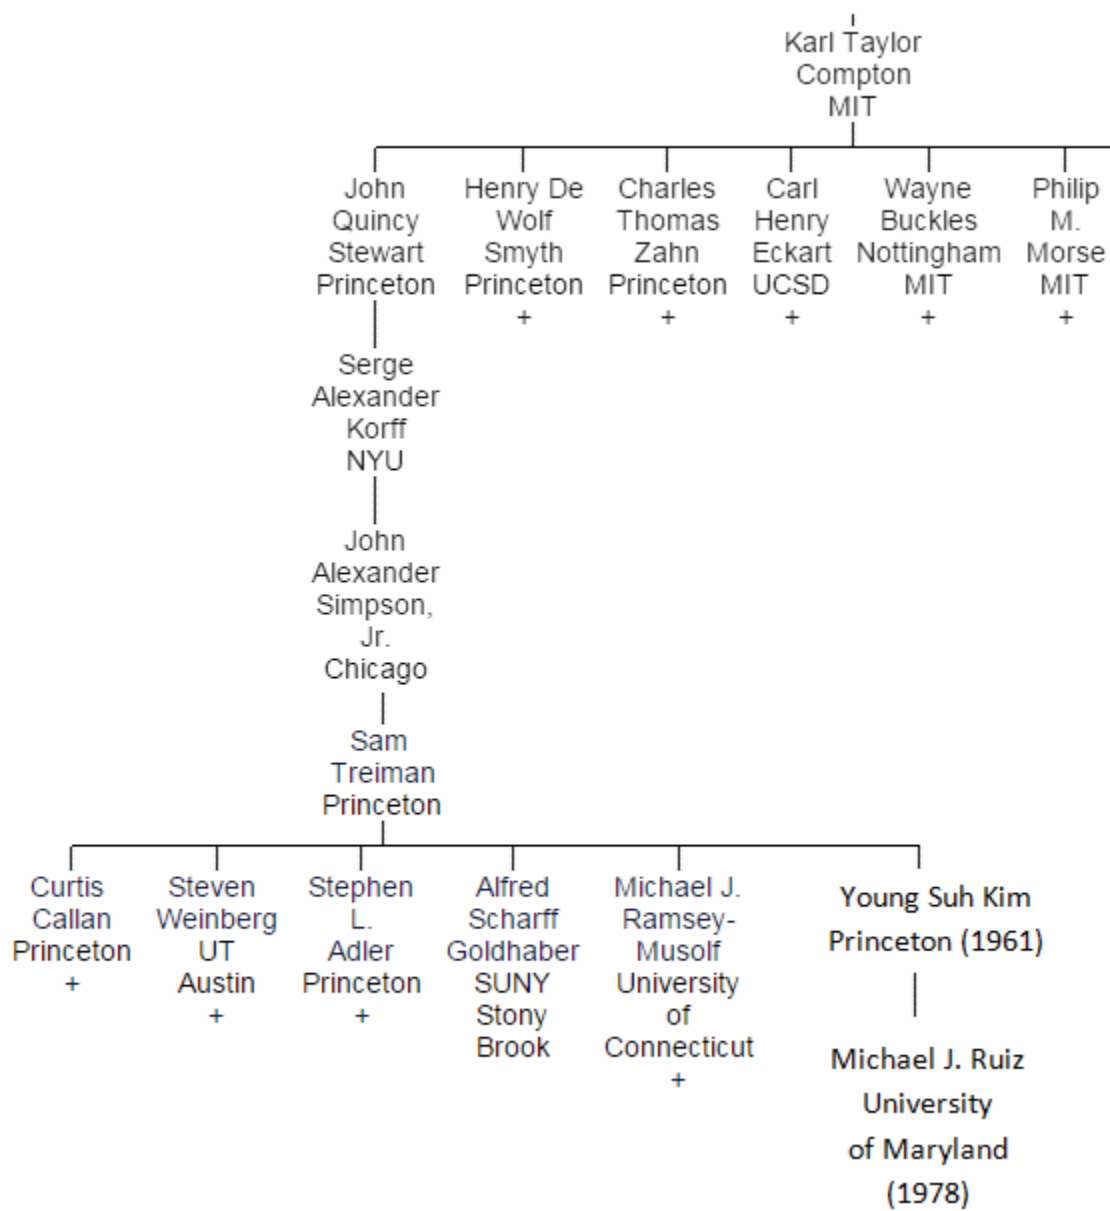 Karl Taylor
Compton
MIT
John
Quincy
Stewart
Princeton
Henry De
Wolf
Smyth
Princeton
+
Charles
Thomas
Zahn
Princeton
+
Carl
Henry
Eckart
UCSD
+
Wayne
Buckles
Nottingham
MIT
+
Philip
M.
Morse
MIT
+
Serge
Alexander
Korff
NYU
John
Alexander
Simpson,
Jr.
Chicago
Sam
Treiman
Princeton
Curtis
Callan
Princeton
+
Steven
Weinberg
UT
Austin
+
Stephen
L.
Adler
Princeton
+
Alfred
Scharff
Goldhaber
SUNY
Stony
Brook
Michael J.
Ramsey-
Musolf
University
of
Connecticut
+
Young Suh Kim
Princeton (1961)
Michael J. Ruiz
University
of Maryland
(1978)